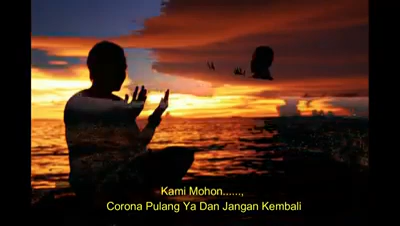 Kami Mohon......,
Corona Pulang Ya Dan Jangan Kembali